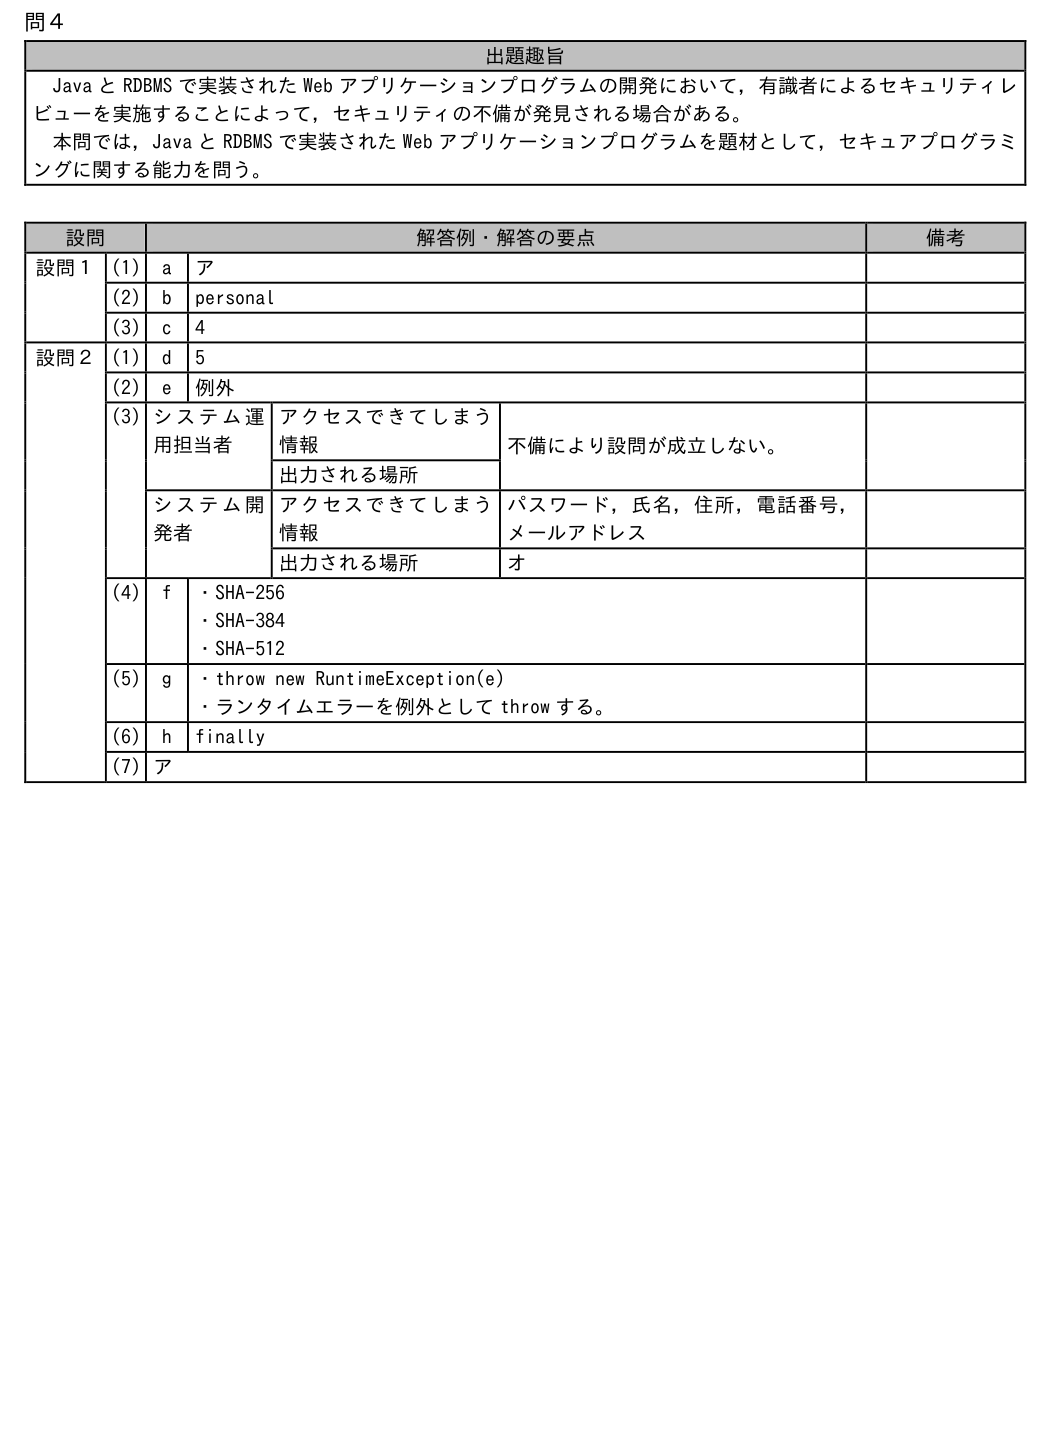 問４
出題趣旨
Java と RDBMS で実装された Web アプリケーションプログラムの開発において，有識者によるセキュリティレ
ビューを実施することによって，セキュリティの不備が発見される場合がある。
本問では，Java と RDBMS で実装された Web アプリケーションプログラムを題材として，セキュアプログラミ
ングに関する能力を問う。
設問 解答例・解答の要点 備考
設問１ (1) a ア
(2) b personal
(3) c 4
設問２ (1) d 5
(2) e 例外
(3) システム運 アクセスできてしまう
用担当者 情報 不備により設問が成立しない。
出力される場所
システム開 アクセスできてしまう パスワード，氏名，住所，電話番号，
発者 情報 メールアドレス
出力される場所 オ
(4) f ・SHA-256
・SHA-384
・SHA-512
(5) g ・throw new RuntimeException(e)
・ランタイムエラーを例外として throw する。
(6) h finally
(7) ア